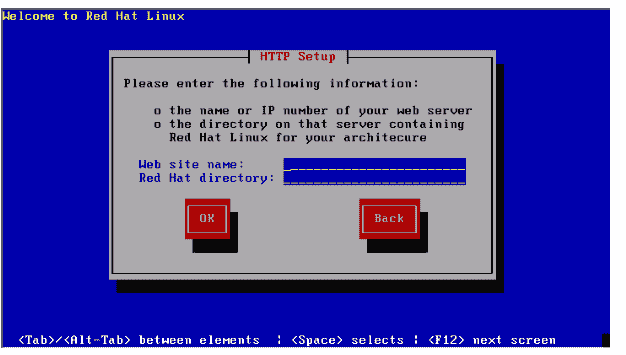 Welcome to Red Hat Linux
HTTP Setup
Please enter the following information:
o the name or IP number of your web server
o the directory on that server containing
Red Hat Linux for your architecure
Web site name:
Red Hat directory:
OK Back
<Tab>/<Alt-Tab> between elements | <Space> selects | <F12> next screen